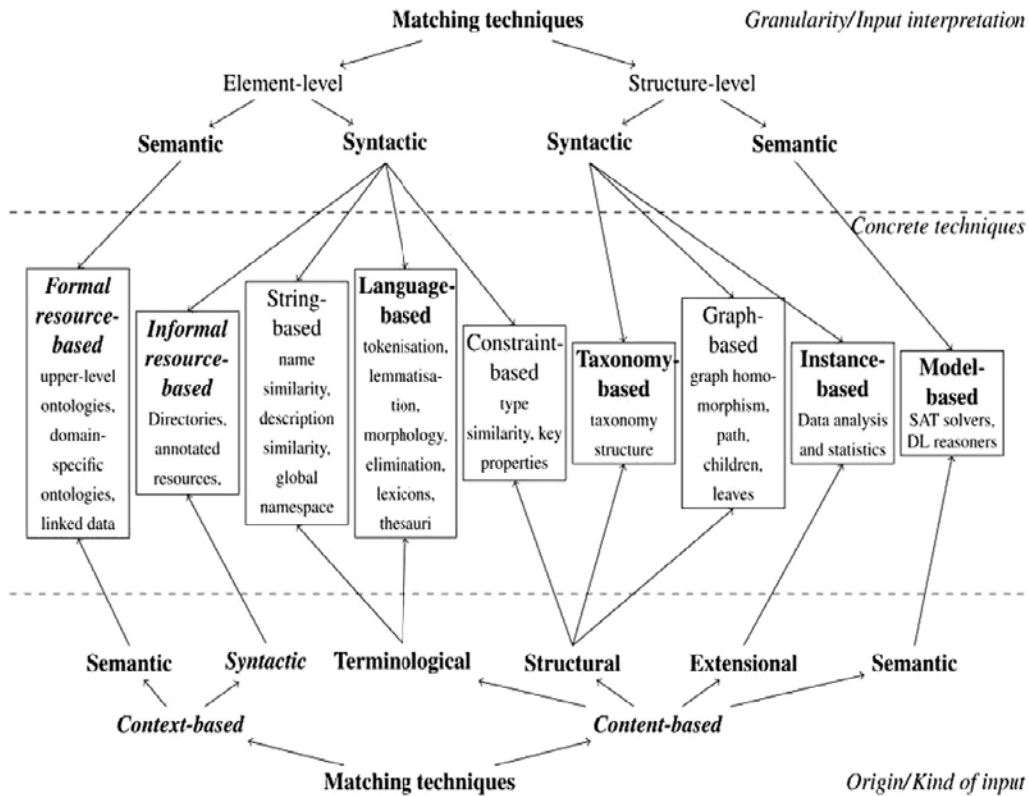 Matching techniques
Granularity/Input interpretation
Element-level
Structure-level
Semantic
Syntactic
Syntactic
Semantic
Concrete techniques
Formal
resource-
based
upper-level
ontologies,
domain-
specific
ontologies,
linked data
Informal
resource-
based
Directories,
annotated
resources,
String-
based
name
similarity,
description
similarity,
global
namespace
Language-
based
tokenisation,
lemmatisa-
tion,
morphology,
elimination,
lexicons,
thesauri
Constraint-
based
type
similarity, key
properties
Taxonomy-
based
taxonomy
structure
Graph-
based
graph homo-
morphism,
path,
children,
leaves
Instance-
based
Data analysis
and statistics
Model-
based
SAT solvers,
DL reasoners
Semantic
Syntactic
Terminological
Structural
Extensional
Semantic
Context-based
Content-based
Matching techniques
Origin/Kind of input